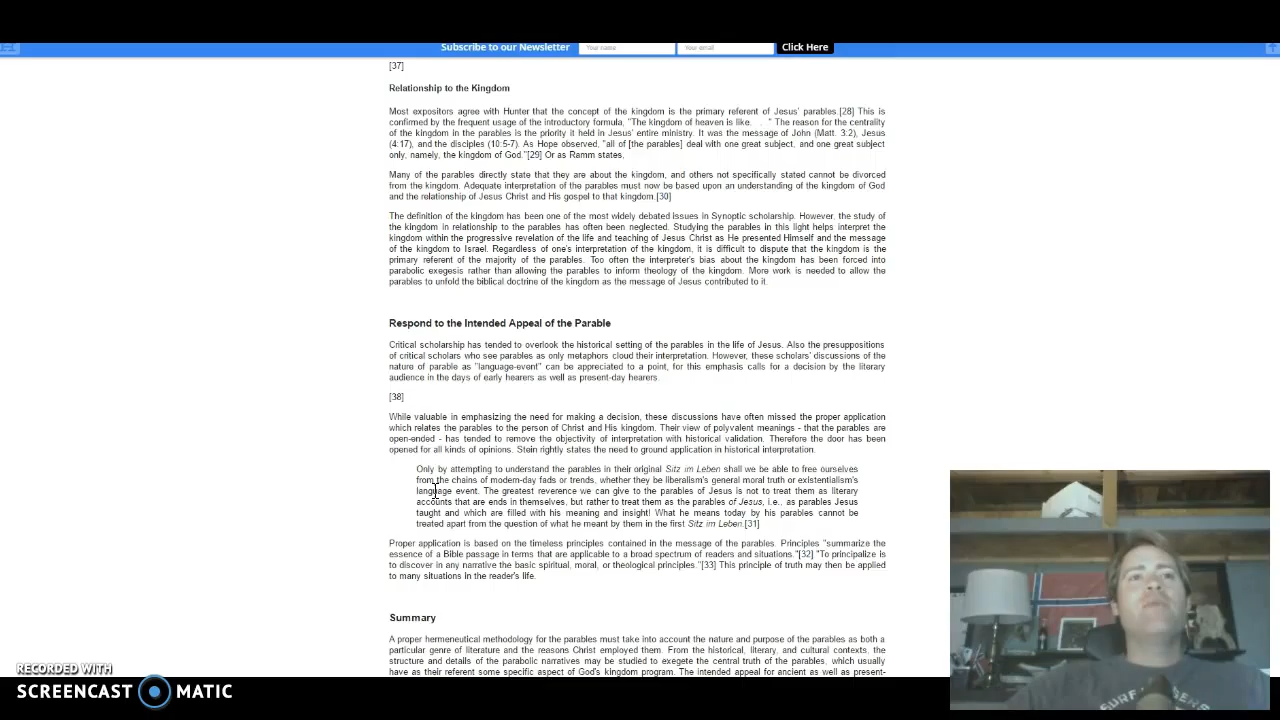 Subscribe to our Newsletter Your name Your email Click Here
[37]
Relationship to the Kingdom
Most expositors agree with Hunter that the concept of the kingdom is the primary referent of Jesus' parables.[28] This is
confirmed by the frequent usage of the introductory formula, "The kingdom of heaven is like. . ." The reason for the centrality
of the kingdom in the parables is the priority it held in Jesus' entire ministry. It was the message of John (Matt. 3:2), Jesus
(4:17), and the disciples (10:5-7). As Hope observed, "all of [the parables] deal with one great subject, and one great subject
only, namely, the kingdom of God."[29] Or as Ramm states,
Many of the parables directly state that they are about the kingdom, and others not specifically stated cannot be divorced
from the kingdom. Adequate interpretation of the parables must now be based upon an understanding of the kingdom of God
and the relationship of Jesus Christ and His gospel to that kingdom.[30]
The definition of the kingdom has been one of the most widely debated issues in Synoptic scholarship. However, the study of
the kingdom in relationship to the parables has often been neglected. Studying the parables in this light helps interpret the
kingdom within the progressive revelation of the life and teaching of Jesus Christ as He presented Himself and the message
of the kingdom to Israel. Regardless of one's interpretation of the kingdom, it is difficult to dispute that the kingdom is the
primary referent of the majority of the parables. Too often the interpreter's bias about the kingdom has been forced into
parabolic exegesis rather than allowing the parables to inform theology of the kingdom. More work is needed to allow the
parables to unfold the biblical doctrine of the kingdom as the message of Jesus contributed to it.
Respond to the Intended Appeal of the Parable
Critical scholarship has tended to overlook the historical setting of the parables in the life of Jesus. Also the presuppositions
of critical scholars who see parables as only metaphors cloud their interpretation. However, these scholars' discussions of the
nature of parable as "language-event" can be appreciated to a point, for this emphasis calls for a decision by the literary
audience in the days of early hearers as well as present-day hearers.
[38]
While valuable in emphasizing the need for making a decision, these discussions have often missed the proper application
which relates the parables to the person of Christ and His kingdom. Their view of polyvalent meanings - that the parables are
open-ended - has tended to remove the objectivity of interpretation with historical validation. Therefore the door has been
opened for all kinds of opinions. Stein rightly states the need to ground application in historical interpretation.
Only by attempting to understand the parables in their original Sitz im Leben shall we be able to free ourselves
from the chains of modern-day fads or trends, whether they be liberalism's general moral truth or existentialism's
language event. The greatest reverence we can give to the parables of Jesus is not to treat them as literary
accounts that are ends in themselves, but rather to treat them as the parables of Jesus, i.e.. as parables Jesus
taught and which are filled with his meaning and insight! What he means today by his parables cannot be
treated apart from the question of what he meant by them in the first Sitz im Leben.[31]
Proper application is based on the timeless principles contained in the message of the parables. Principles "summarize the
essence of a Bible passage in terms that are applicable to a broad spectrum of readers and situations."[32] "To principalize is
to discover in any narrative the basic spiritual, moral, or theological principles."[33] This principle of truth may then be applied
to many situations in the reader's life.
Summary
A proper hermeneutical methodology for the parables must take into account the nature and purpose of the parables as both a
particular genre of literature and the reasons Christ employed them. From the historical, literary, and cultural contexts, the
structure and details of the parabolic narratives may be studied to exegete the central truth of the parables, which usually
have as their referent some specific aspect of God's kingdom program. The intended appeal for ancient as well as present-
RECORDED WITH
SCREENCAST MATIC